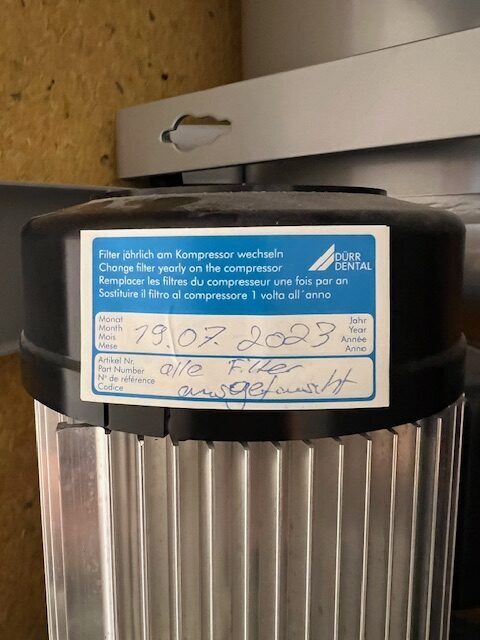 Filter jährlich am Kompressor wechseln
Change filter yearly on the compressor
Remplacer les filtres du compresseur une fois par an
Sostituire il filtro al compressore 1 volta all'anno
DÜRR
DENTAL
Monat
Month
Mois
Mese
19.07.2023
Jahr
Year
Année
Anno
Artikel Nr.
Part Number
N° de référence
Codice
alle Filter
ausgetauscht